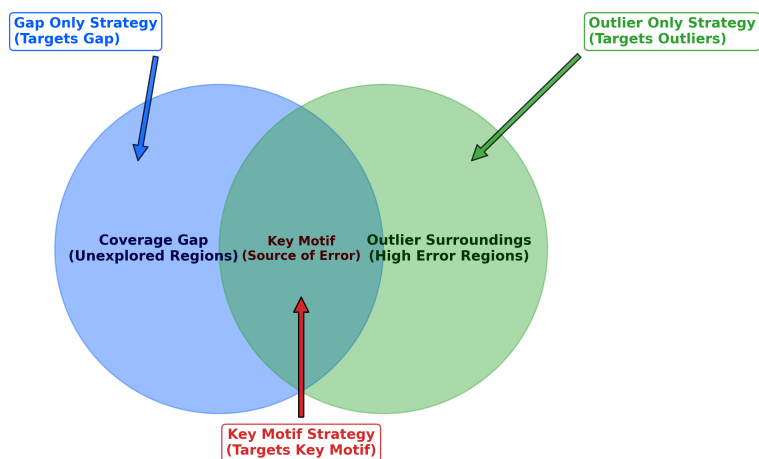 Gap Only Strategy
(Targets Gap)
Outlier Only Strategy
(Targets Outliers)
Coverage Gap
(Unexplored Regions)
Key Motif
(Source of Error)
Outlier Surroundings
(High Error Regions)
Key Motif Strategy
(Targets Key Motif)